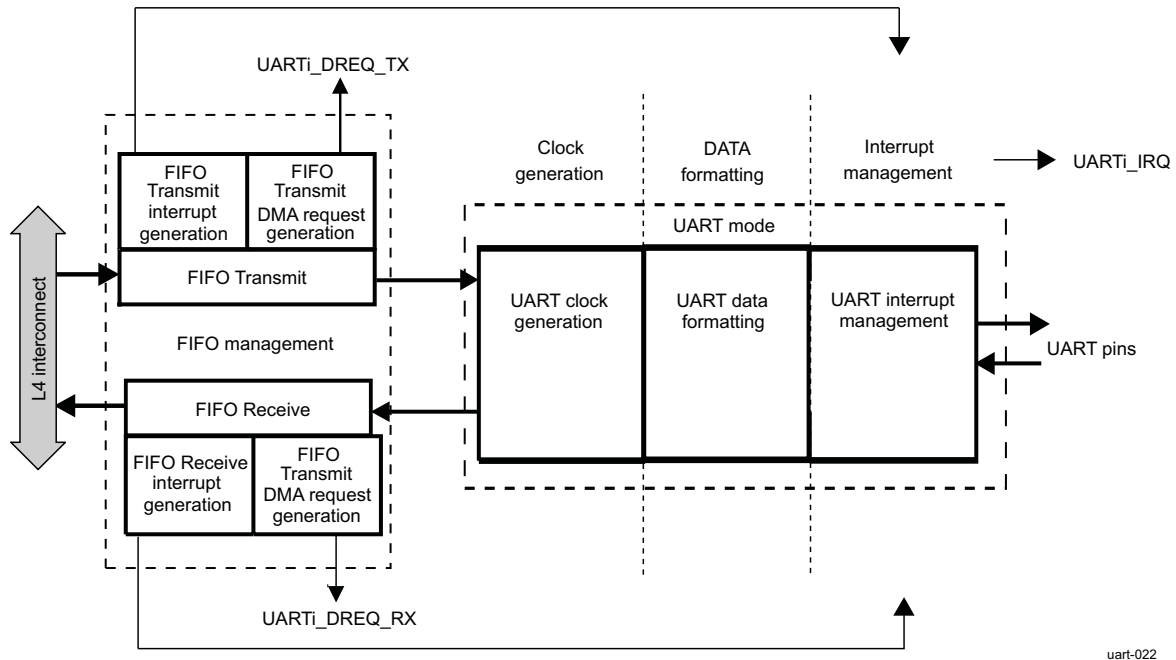 UARTi_DREQ_TX
FIFO
Transmit
interrupt
generation
FIFO
Transmit
DMA request
generation
FIFO Transmit
FIFO management
FIFO Receive
FIFO Receive
interrupt
generation
FIFO
Transmit
DMA request
generation
UARTi_DREQ_RX
L4 interconnect
Clock
generation
DATA
formatting
Interrupt
management
UARTi_IRQ
UART mode
UART clock
generation
UART data
formatting
UART interrupt
management
UART pins
uart-022